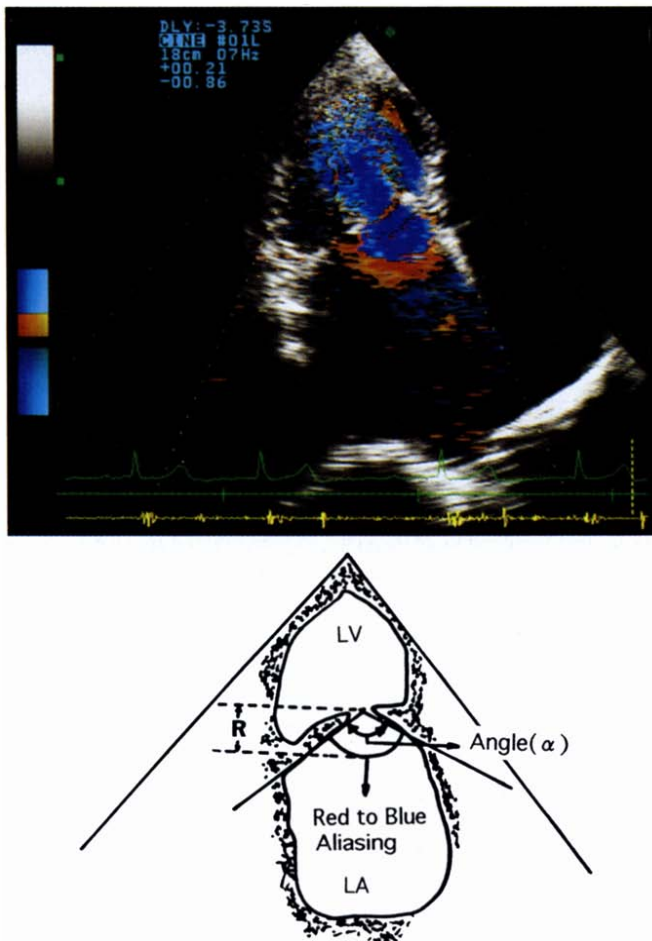 DLY:-3.73S
CINE #01L
18cm 07Hz
+00.21
-00.86
LV
R
Angle(α)
Red to Blue
Aliasing
LA